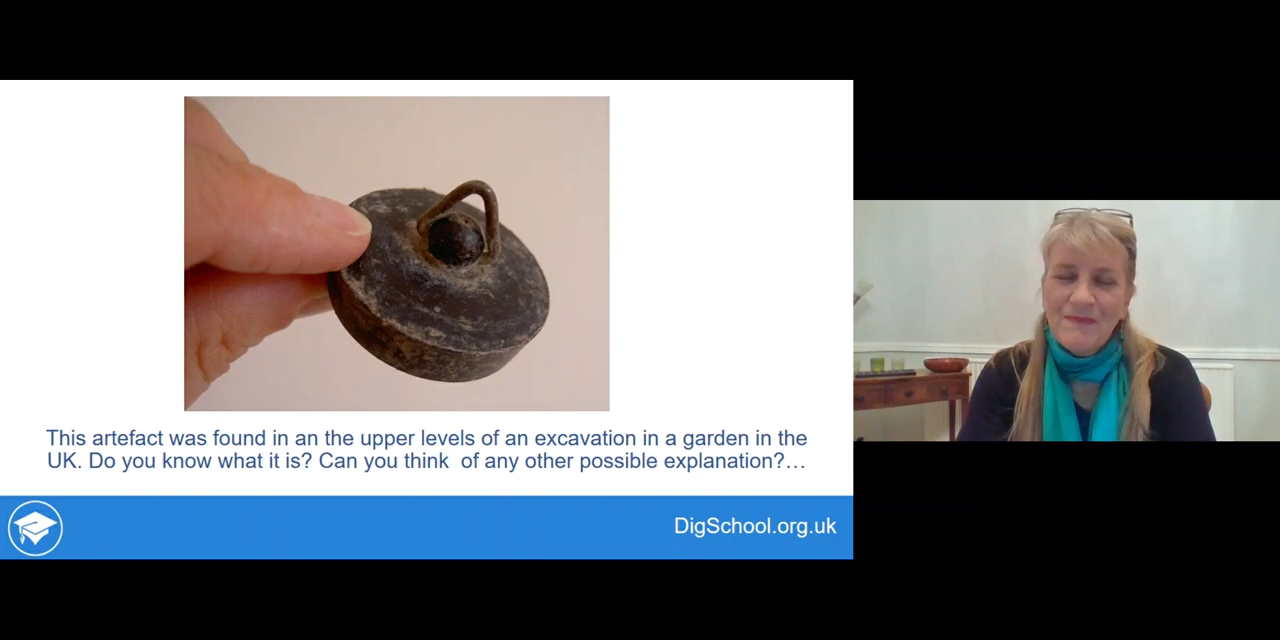 This artefact was found in an the upper levels of an excavation in a garden in the
UK. Do you know what it is? Can you think  of any other possible explanation?…
DigSchool.org.uk